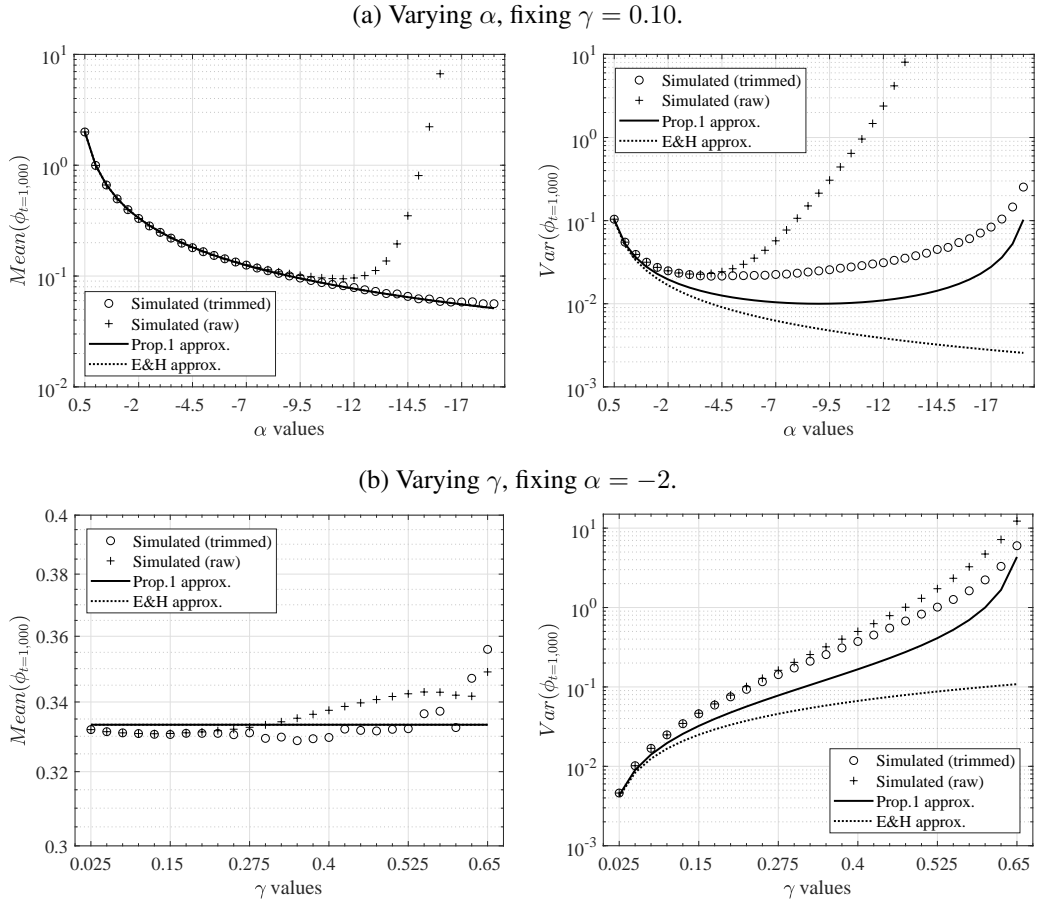 (a) Varying α, fixing γ = 0.10.
Mean(ϕ_{t=1,000})
10^1
10^0
10^{-1}
10^{-2}
Simulated (trimmed)
Simulated (raw)
Prop.1 approx.
E&H approx.
0.5 -2 -4.5 -7 -9.5 -12 -14.5 -17
α values
Var(ϕ_{t=1,000})
10^1
10^0
10^{-1}
10^{-2}
10^{-3}
Simulated (trimmed)
Simulated (raw)
Prop.1 approx.
E&H approx.
0.5 -2 -4.5 -7 -9.5 -12 -14.5 -17
α values
(b) Varying γ, fixing α = −2.
Mean(ϕ_{t=1,000})
0.4
0.38
0.36
0.34
0.32
0.3
Simulated (trimmed)
Simulated (raw)
Prop.1 approx.
E&H approx.
0.025 0.15 0.275 0.4 0.525 0.65
γ values
Var(ϕ_{t=1,000})
10^1
10^0
10^{-1}
10^{-2}
10^{-3}
Simulated (trimmed)
Simulated (raw)
Prop.1 approx.
E&H approx.
0.025 0.15 0.275 0.4 0.525 0.65
γ values